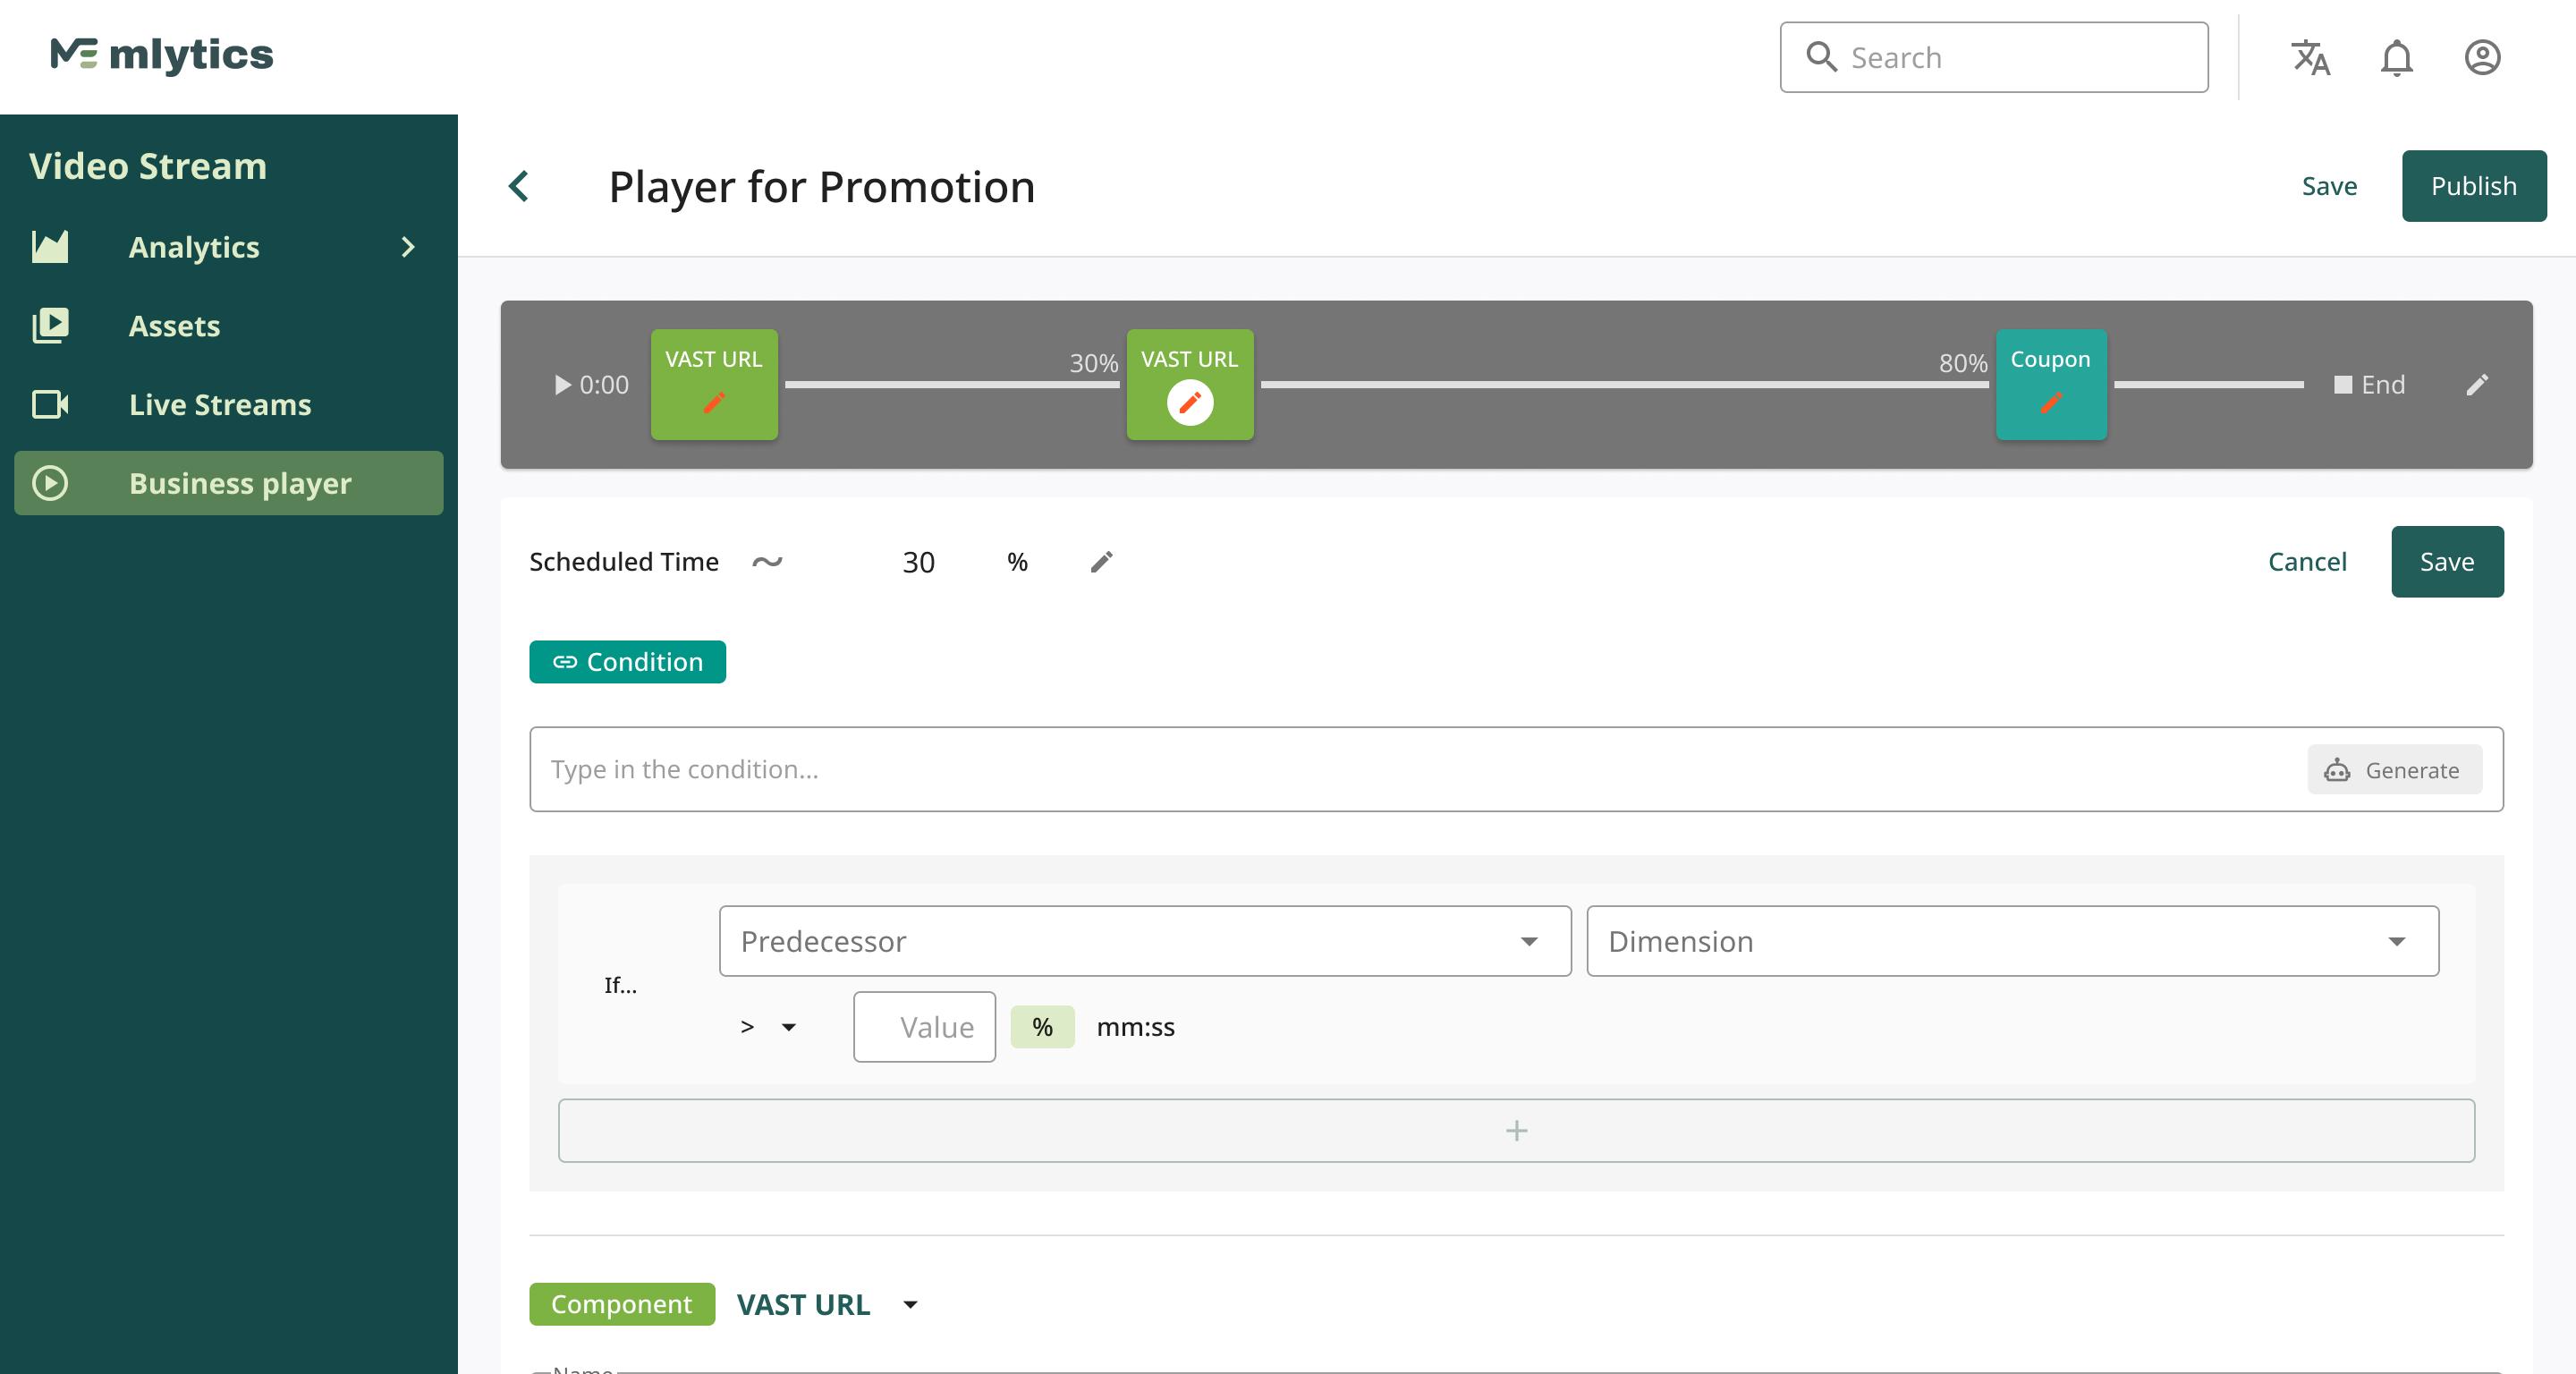 mlytics
Search
Video Stream
Analytics
Assets
Live Streams
Business player
Player for Promotion
Save
Publish
0:00
VAST URL
30%
VAST URL
80%
Coupon
End
Scheduled Time
~
30
%
Cancel
Save
Condition
Type in the condition...
Generate
If...
Predecessor
Dimension
>
Value
%
mm:ss
+
Component
VAST URL
Name